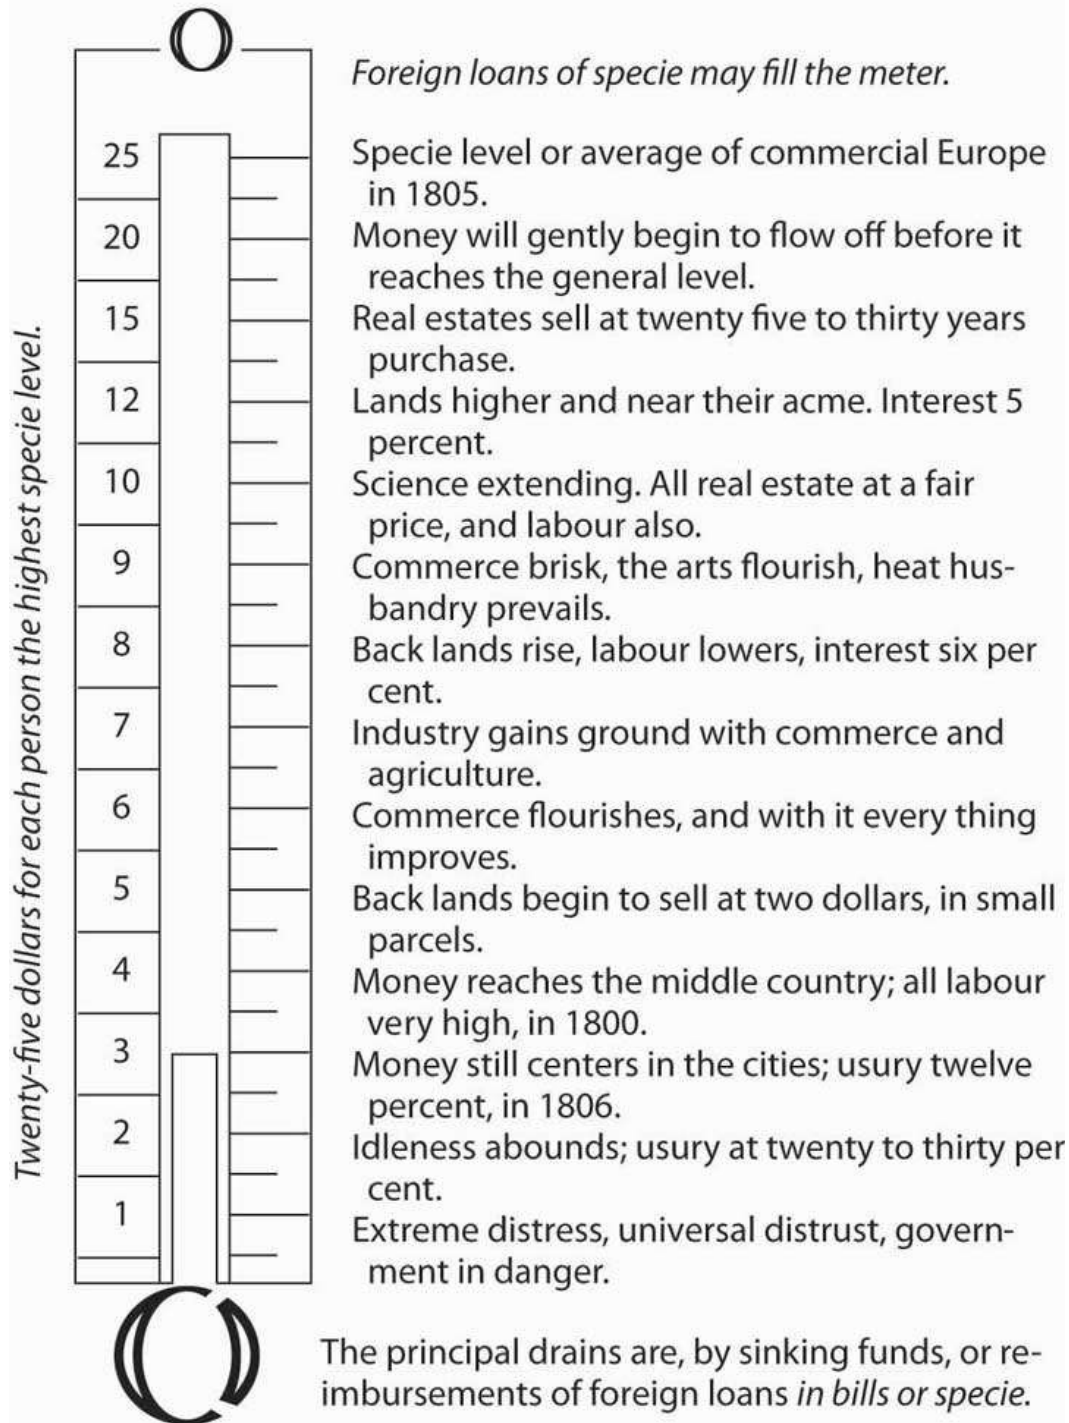 Foreign loans of specie may fill the meter.
25
Specie level or average of commercial Europe
in 1805.
20
Money will gently begin to flow off before it
reaches the general level.
15
Real estates sell at twenty five to thirty years
purchase.
12
Lands higher and near their acme. Interest 5
percent.
10
Science extending. All real estate at a fair
price, and labour also.
9
Commerce brisk, the arts flourish, heat hus-
bandry prevails.
8
Back lands rise, labour lowers, interest six per
cent.
7
Industry gains ground with commerce and
agriculture.
6
Commerce flourishes, and with it every thing
improves.
5
Back lands begin to sell at two dollars, in small
parcels.
4
Money reaches the middle country; all labour
very high, in 1800.
3
Money still centers in the cities; usury twelve
percent, in 1806.
2
Idleness abounds; usury at twenty to thirty per
cent.
1
Extreme distress, universal distrust, govern-
ment in danger.
The principal drains are, by sinking funds, or re-
imbursements of foreign loans in bills or specie.
Twenty-five dollars for each person the highest specie level.